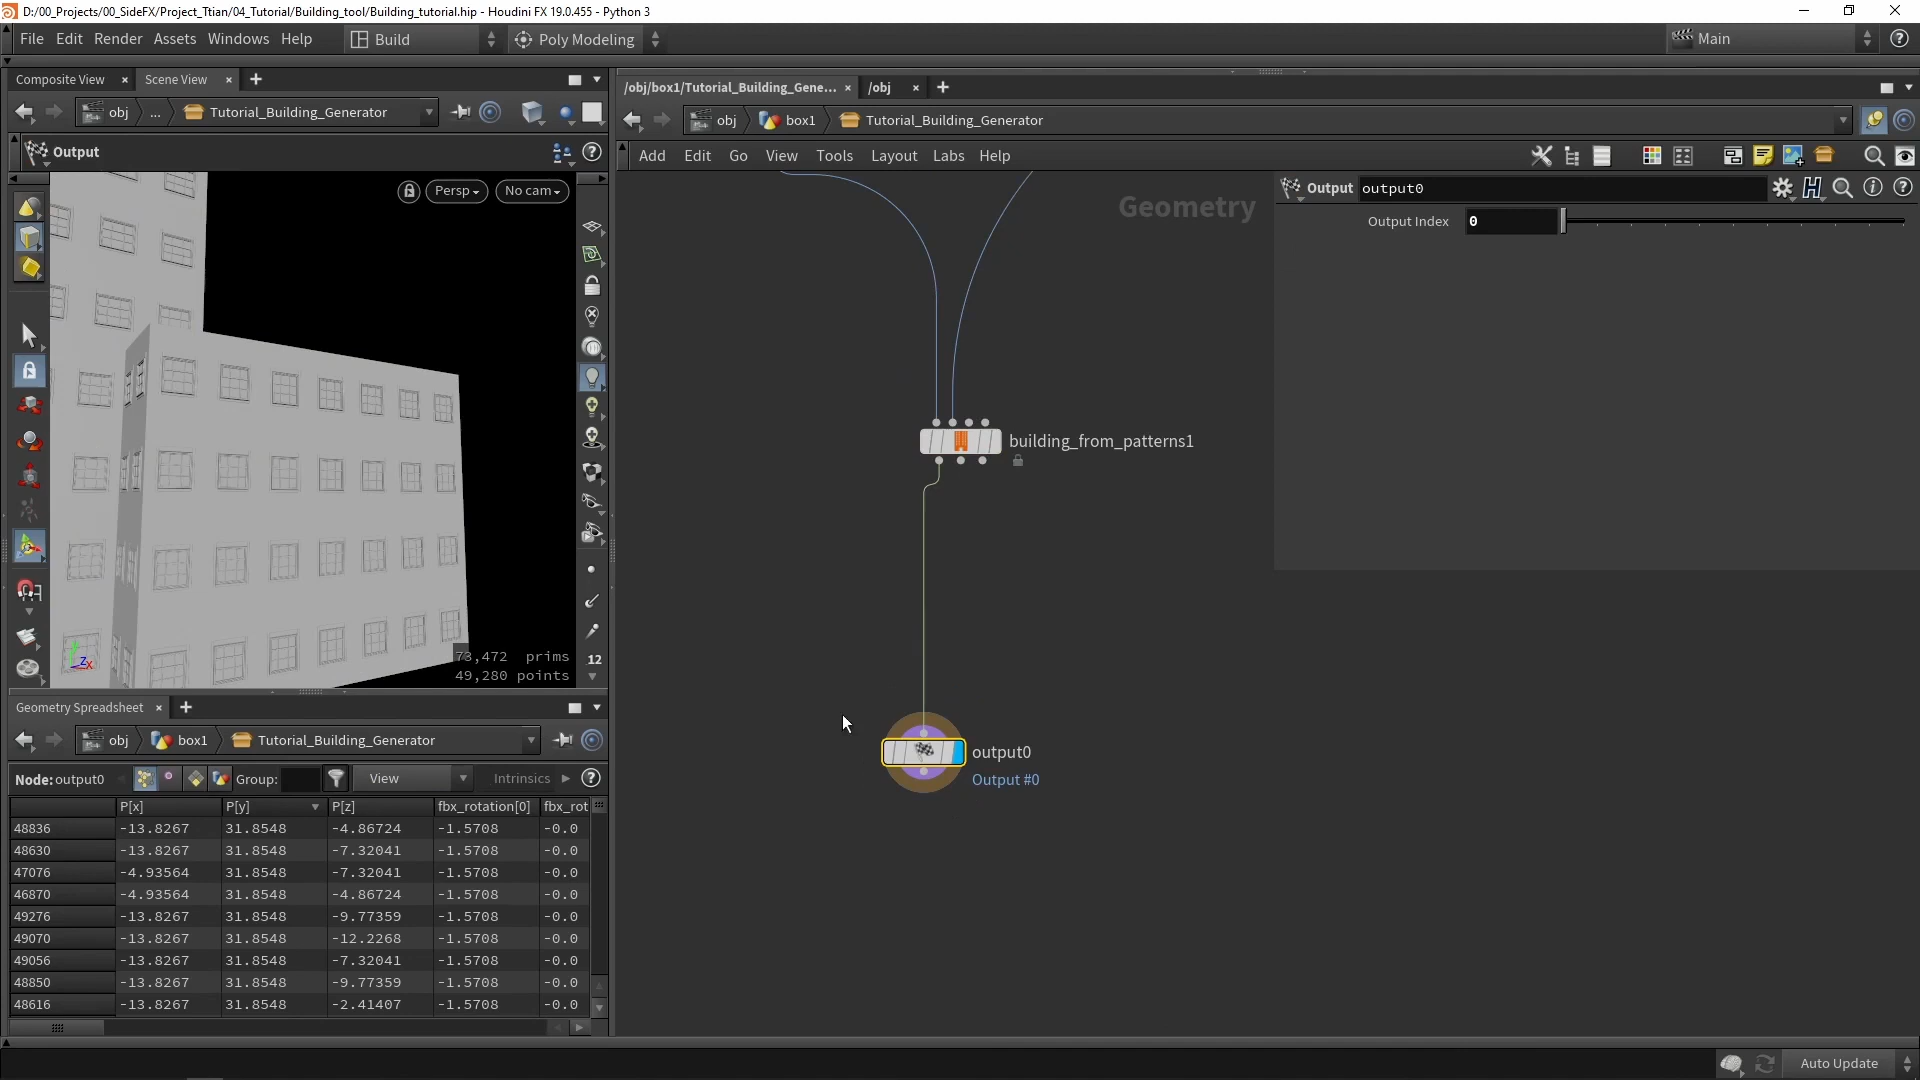 D:/00_Projects/00_SideFX/Project_Ttian/04_Tutorial/Building_tool/Building_tutorial.hip - Houdini FX 19.0.455 - Python 3
File Edit Render Assets Windows Help Build Poly Modeling Main
Composite View × Scene View × +
/obj/box1/Tutorial_Building_Gene... × /obj × +
obj ... Tutorial_Building_Generator
obj box1 Tutorial_Building_Generator
Output
Add Edit Go View Tools Layout Labs Help
Persp No cam
Geometry
Output output0
Output Index 0
building_from_patterns1
73,472 prims
49,280 points
12
Geometry Spreadsheet × +
obj box1 Tutorial_Building_Generator
output0
Output #0
Node: output0 Group: View Intrinsics
P[x] P[y] P[z] fbx_rotation[0] fbx_rot
48836 -13.8267 31.8548 -4.86724 -1.5708 -0.0
48630 -13.8267 31.8548 -7.32041 -1.5708 -0.0
47076 -4.93564 31.8548 -7.32041 -1.5708 -0.0
46870 -4.93564 31.8548 -4.86724 -1.5708 -0.0
49276 -13.8267 31.8548 -9.77359 -1.5708 -0.0
49070 -13.8267 31.8548 -12.2268 -1.5708 -0.0
49056 -13.8267 31.8548 -7.32041 -1.5708 -0.0
48850 -13.8267 31.8548 -9.77359 -1.5708 -0.0
48616 -13.8267 31.8548 -2.41407 -1.5708 -0.0
Auto Update